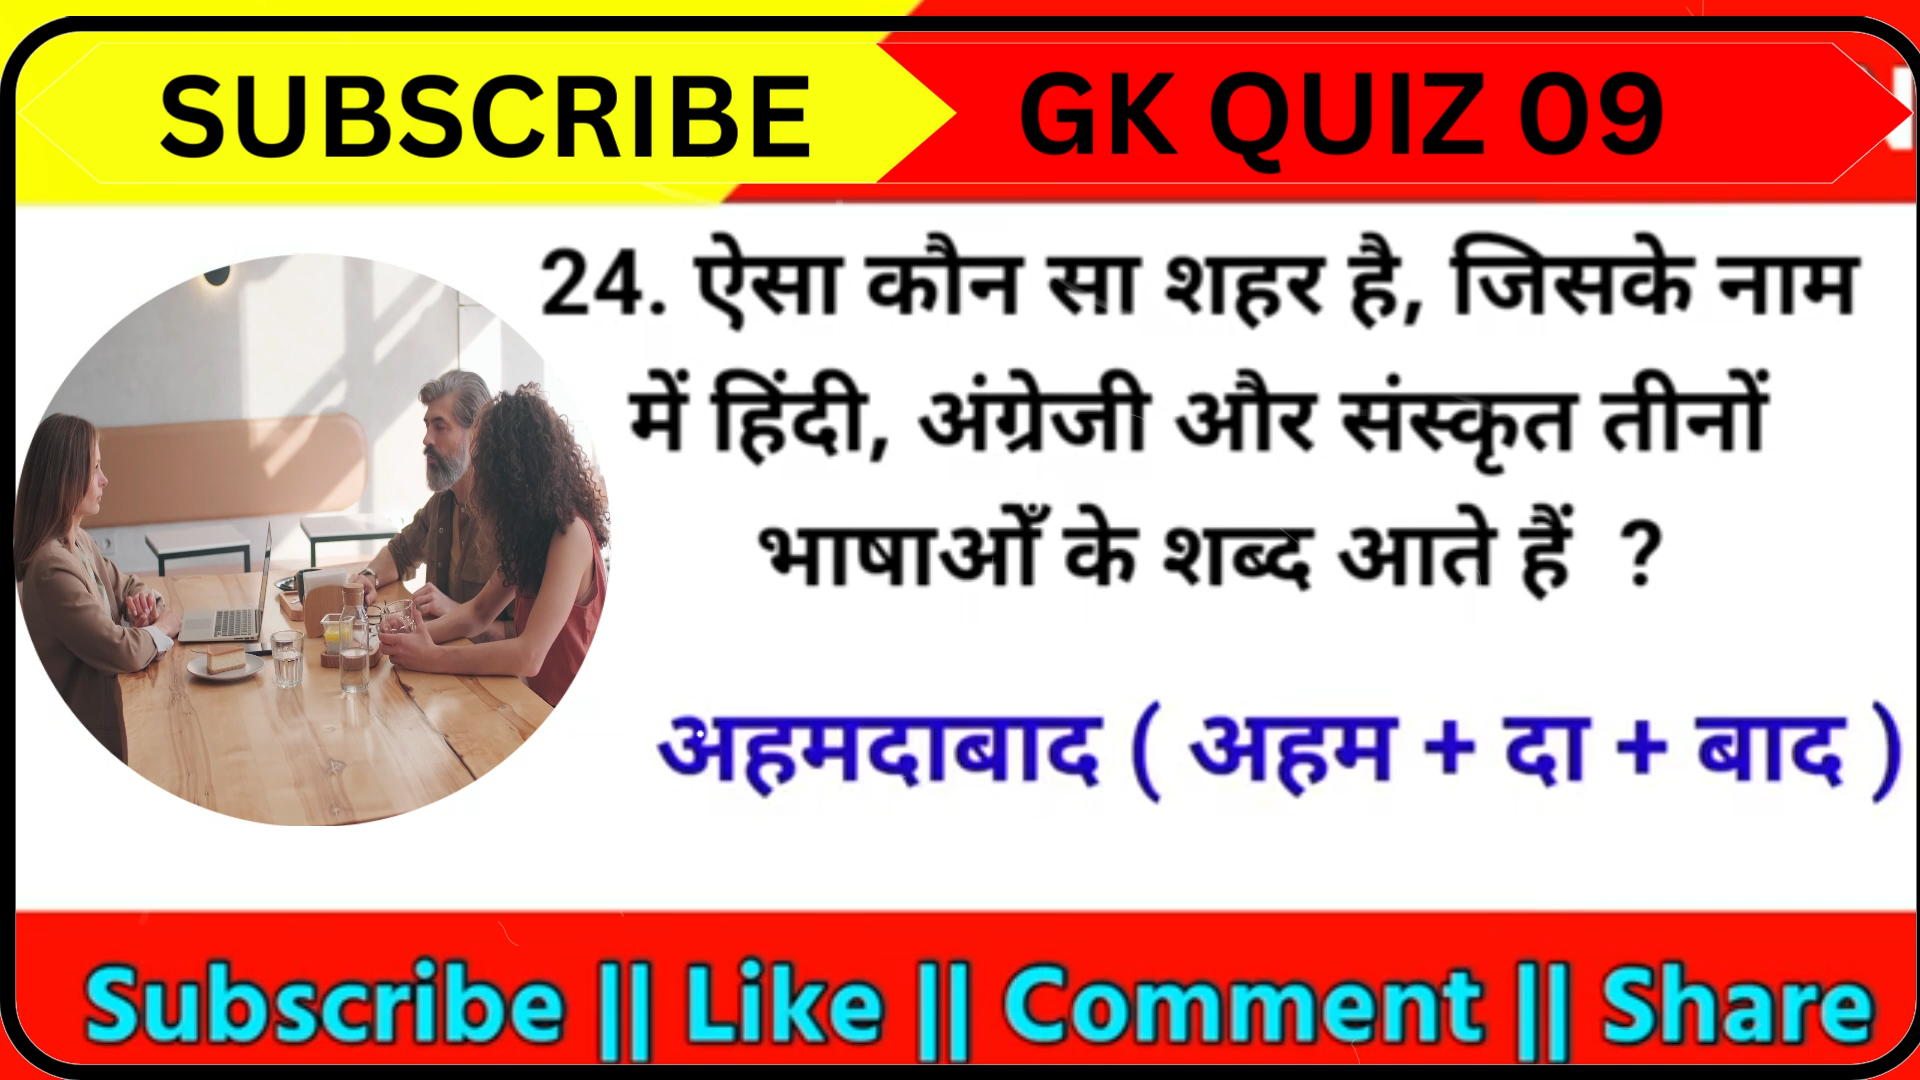 SUBSCRIBE
GK QUIZ 09
24. ऐसा कौन सा शहर है, जिसके नाम
में हिंदी, अंग्रेजी और संस्कृत तीनों
भाषाओँ के शब्द आते हैं ?
अहमदाबाद ( अहम + दा + बाद )
Subscribe || Like || Comment || Share